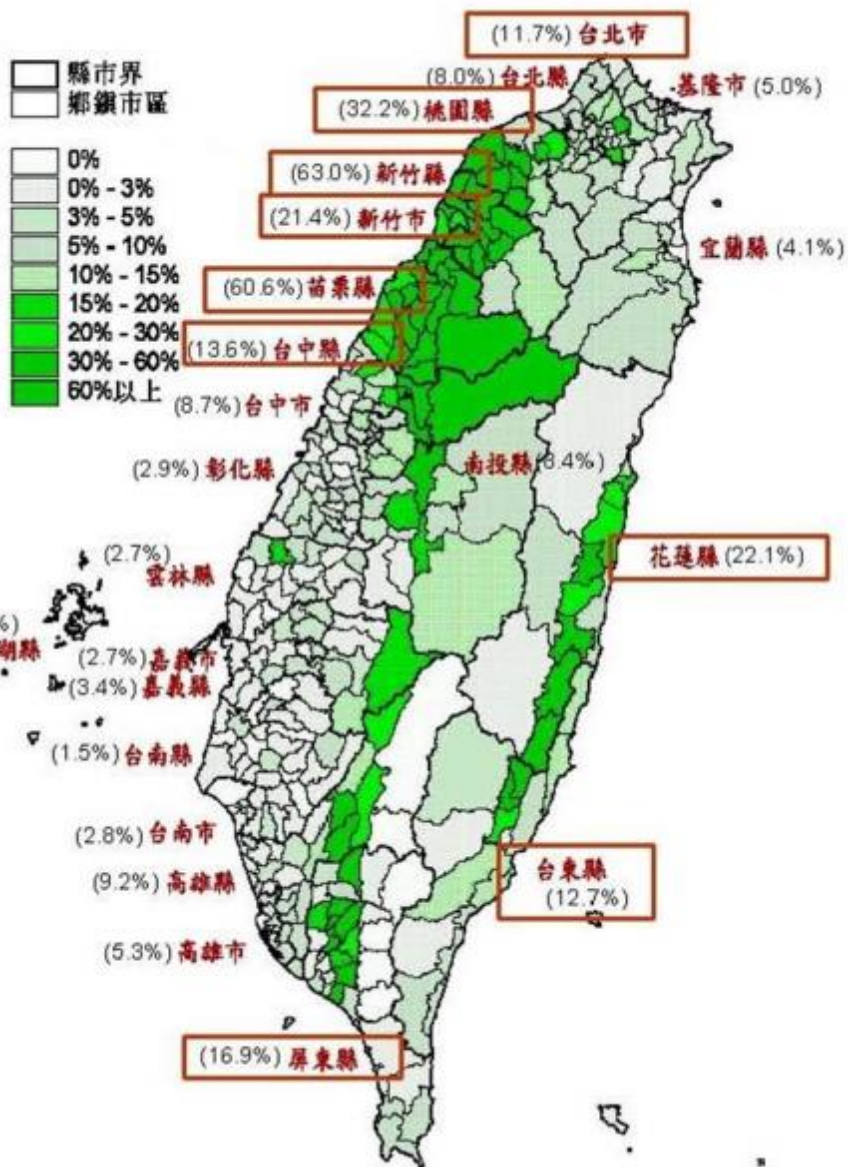 (11.7%) 台北市
縣市界
鄉鎮市區
(8.0%) 台北縣
基隆市 (5.0%)
(32.2%) 桃園縣
0%
0% - 3%
3% - 5%
5% - 10%
10% - 15%
15% - 20%
20% - 30%
30% - 60%
60%以上
(63.0%) 新竹縣
(21.4%) 新竹市
宜蘭縣 (4.1%)
(60.6%) 苗栗縣
(13.6%) 台中縣
(8.7%) 台中市
(2.9%) 彰化縣
南投縣
花蓮縣 (22.1%)
(2.7%)
雲林縣
%)
湖縣
(2.7%) 嘉義市
(3.4%) 嘉義縣
(1.5%) 台南縣
(2.8%) 台南市
(9.2%) 高雄縣
台東縣
(12.7%)
(5.3%) 高雄市
(16.9%) 屏東縣